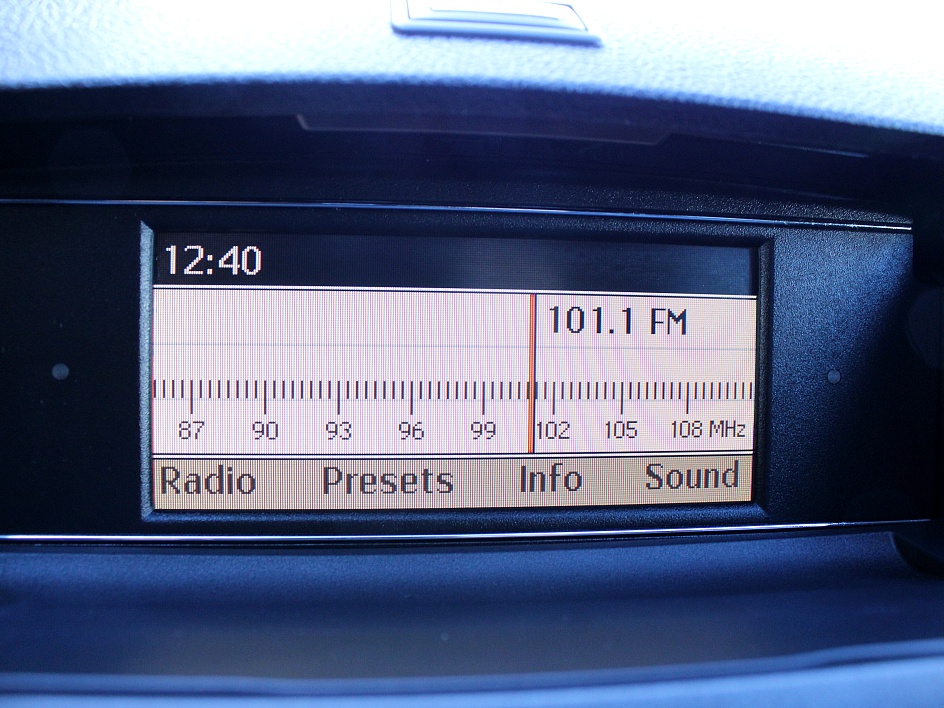 12:40
101.1 FM
87 90 93 96 99 102 105 108 MHz
Radio Presets Info Sound